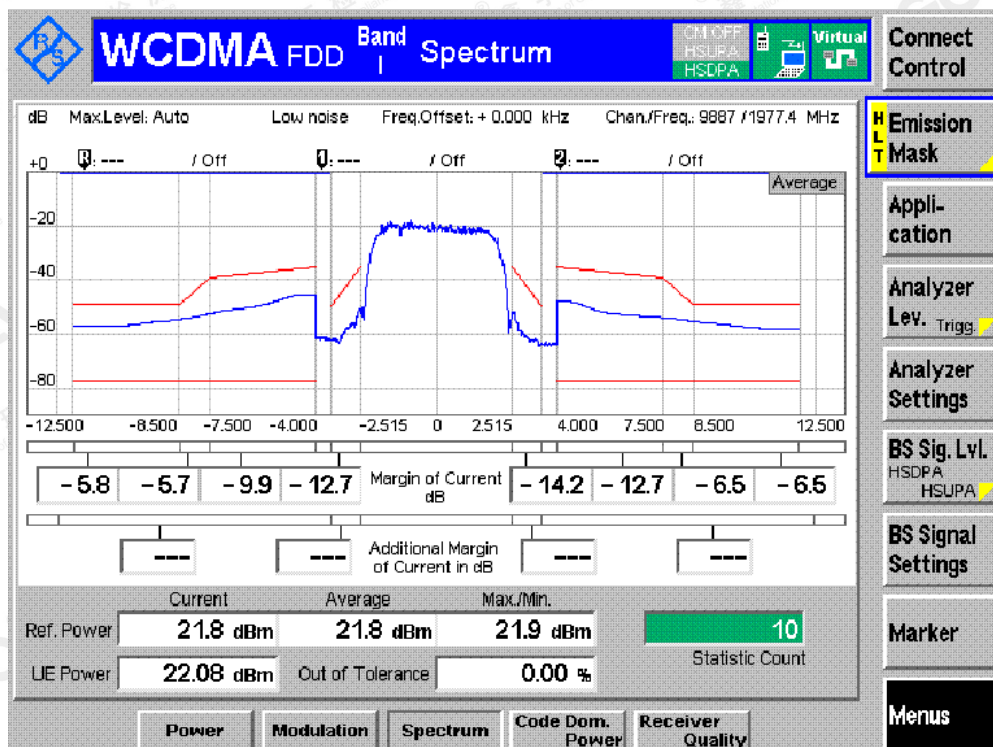 R S
WCDMA FDD Band I Spectrum
CM OFF
HSUPA
HSDPA
Virtual
Connect Control
dB Max.Level: Auto Low noise Freq.Offset: + 0.000 kHz Chan./Freq.: 9887 / 1977.4 MHz
HLT Emission Mask
R : --- / Off 1 : --- / Off 2 : --- / Off
+0
Average
-20
-40
-60
-80
-12.500 -8.500 -7.500 -4.000 -2.515 0 2.515 4.000 7.500 8.500 12.500
Appli-
cation
Analyzer
Lev. Trigg.
Analyzer
Settings
BS Sig. Lvl.
HSDPA
HSUPA
- 5.8 - 5.7 - 9.9 - 12.7 Margin of Current dB - 14.2 - 12.7 - 6.5 - 6.5
--- --- Additional Margin of Current in dB --- ---
BS Signal
Settings
Current Average Max./Min.
Ref. Power 21.8 dBm 21.8 dBm 21.9 dBm 10
Statistic Count
UE Power 22.08 dBm Out of Tolerance 0.00 %
Marker
Menus
Power Modulation Spectrum Code Dom. Power Receiver Quality